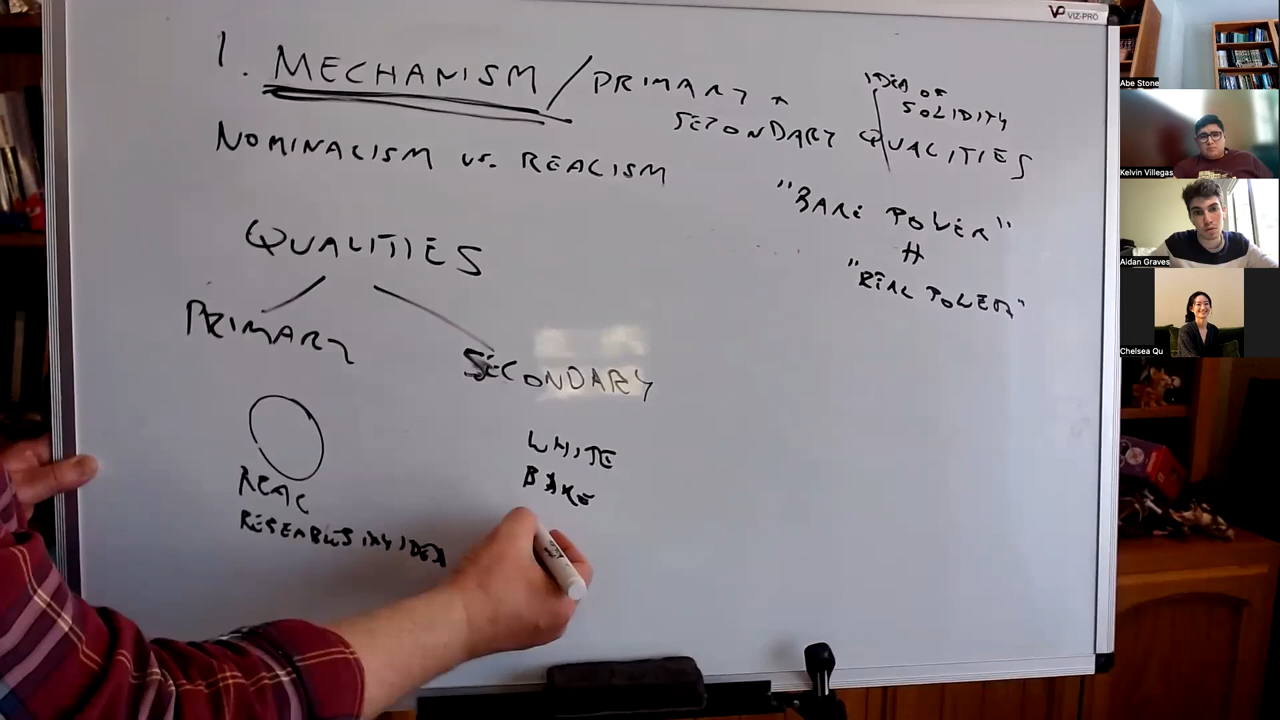 1. MECHANISM / PRIMARY +
SECONDARY QUALITIES
IDEA OF
SOLIDITY
NOMINALISM vs. REALISM
"BARE POWER"
≠
"REAL POWER"
QUALITIES
PRIMARY
SECONDARY
WHITE
BARE
REAL
RESEMBLES MY IDEA
VIZ-PRO
Abe Stone
Kelvin Villegas
Aidan Graves
Chelsea Qu